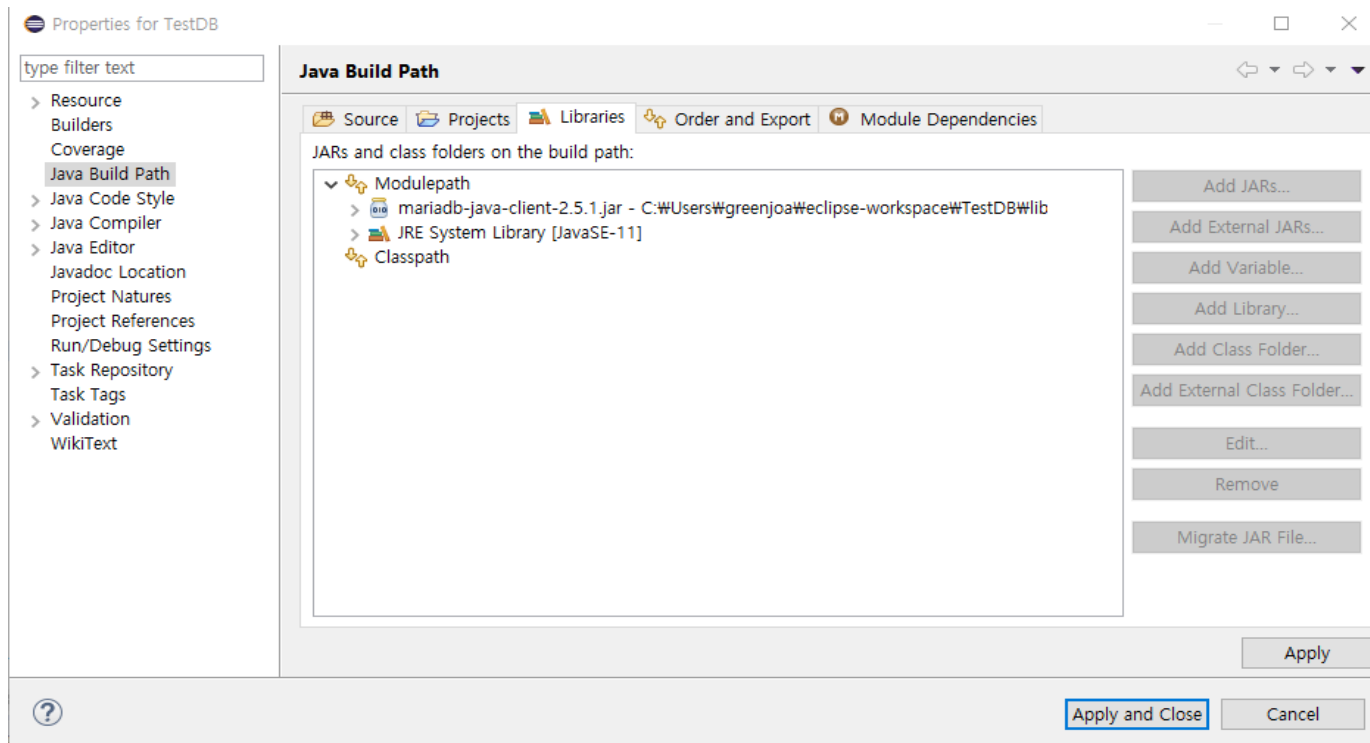 Properties for TestDB
type filter text
Resource
Builders
Coverage
Java Build Path
Java Code Style
Java Compiler
Java Editor
Javadoc Location
Project Natures
Project References
Run/Debug Settings
Task Repository
Task Tags
Validation
WikiText
Java Build Path
Source Projects Libraries Order and Export Module Dependencies
JARs and class folders on the build path:
Modulepath
mariadb-java-client-2.5.1.jar - C:₩Users₩greenjoa₩eclipse-workspace₩TestDB₩lib
JRE System Library [JavaSE-11]
Classpath
Add JARs...
Add External JARs...
Add Variable...
Add Library...
Add Class Folder...
Add External Class Folder...
Edit...
Remove
Migrate JAR File...
Apply
Apply and Close
Cancel